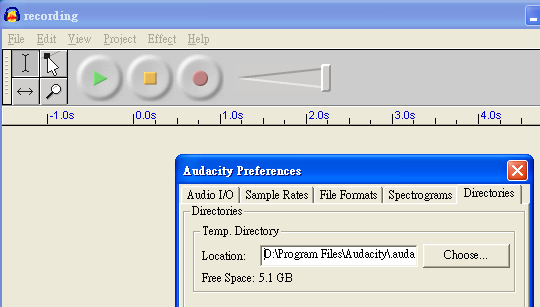 recording
File Edit View Project Effect Help
-1.0s 0.0s 1.0s 2.0s 3.0s 4.0s
Audacity Preferences
Audio I/O Sample Rates File Formats Spectrograms Directories
Directories
Temp. Directory
Location: D:\Program Files\Audacity\.auda Choose...
Free Space: 5.1 GB